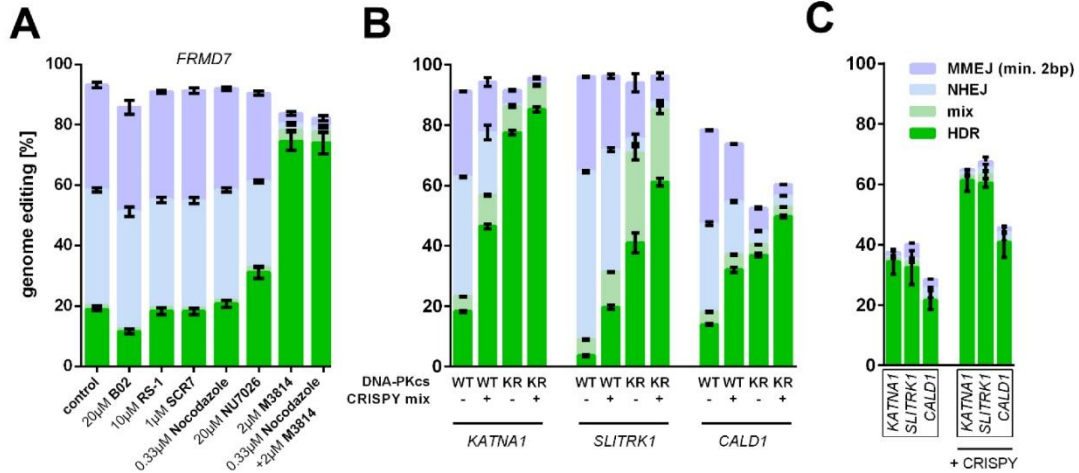 A
FRMD7
genome editing [%]
100
80
60
40
20
0
control
20µM B02
10µM RS-1
1µM SCR7
0.33µM Nocodazole
20µM NU7026
2µM M3814
0.33µM Nocodazole
+2µM M3814
B
100
80
60
40
20
0
DNA-PKcs WT WT KR KR WT WT KR KR WT WT KR KR
CRISPY mix - + - + - + - + - + - +
KATNA1 SLITRK1 CALD1
C
100
80
60
40
20
0
MMEJ (min. 2bp)
NHEJ
mix
HDR
KATNA1
SLITRK1
CALD1
KATNA1
SLITRK1
CALD1
+ CRISPY